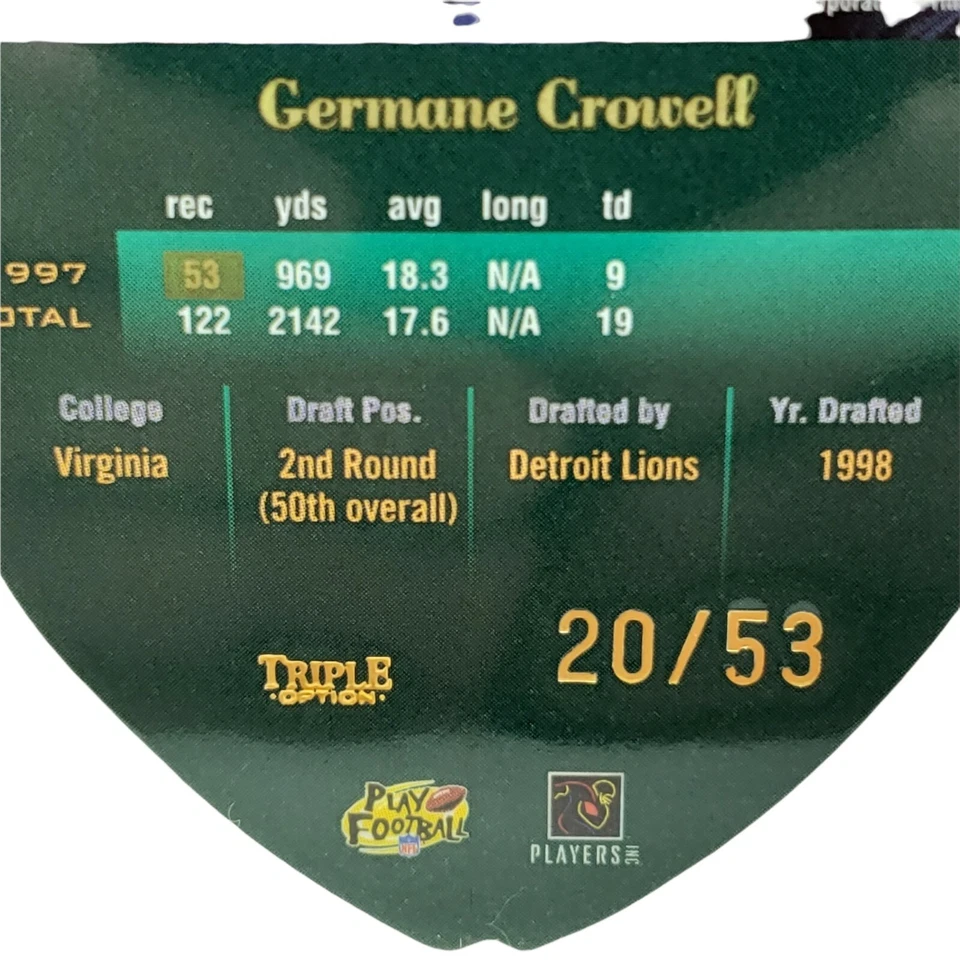 Germane Crowell
rec yds avg long td
997 53 969 18.3 N/A 9
OTAL 122 2142 17.6 N/A 19
College Draft Pos. Drafted by Yr. Drafted
Virginia 2nd Round Detroit Lions 1998
(50th overall)
20/53
TRIPLE
·OPTION·
PLAY
FOOTBALL
NFL
PLAYERS INC